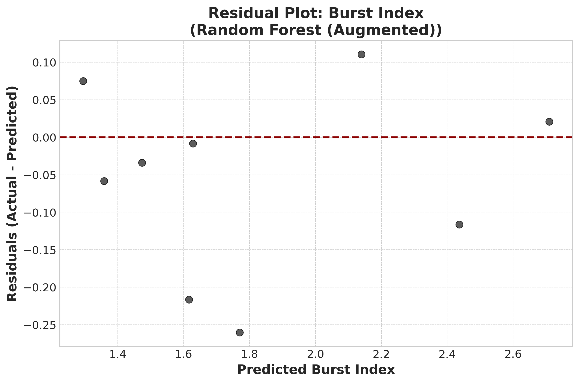 Residual Plot: Burst Index
(Random Forest (Augmented))
Residuals (Actual - Predicted)
0.10
0.05
0.00
−0.05
−0.10
−0.15
−0.20
−0.25
1.4 1.6 1.8 2.0 2.2 2.4 2.6
Predicted Burst Index